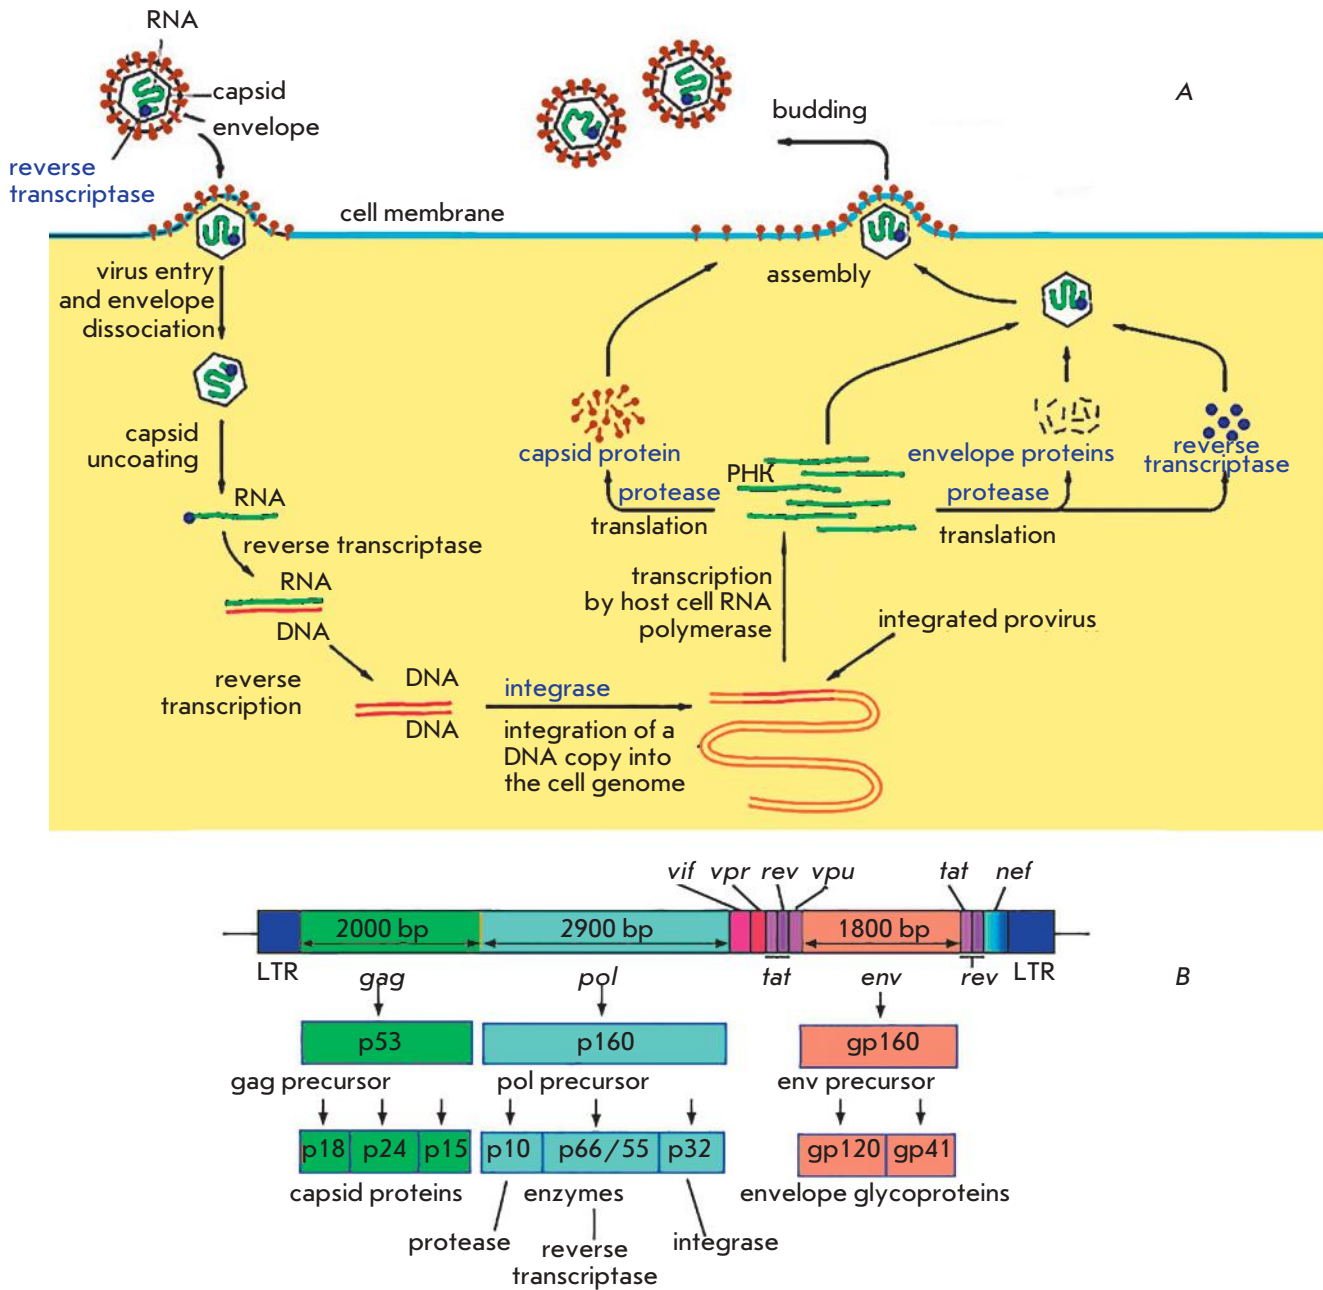 RNA
capsid
envelope
reverse
transcriptase
A
budding
cell membrane
virus entry
and envelope
dissociation
assembly
capsid
uncoating
capsid protein
РНК
envelope proteins
reverse
transcriptase
protease
protease
translation
translation
RNA
reverse transcriptase
RNA
DNA
transcription
by host cell RNA
polymerase
integrated provirus
reverse
transcription
DNA
DNA
integrase
integration of a
DNA copy into
the cell genome
vif vpr rev vpu tat nef
2000 bp 2900 bp 1800 bp
LTR gag pol tat env rev LTR
B
p53 p160 gp160
gag precursor pol precursor env precursor
p18 p24 p15 p10 p66/55 p32 gp120 gp41
capsid proteins enzymes envelope glycoproteins
protease reverse
transcriptase integrase